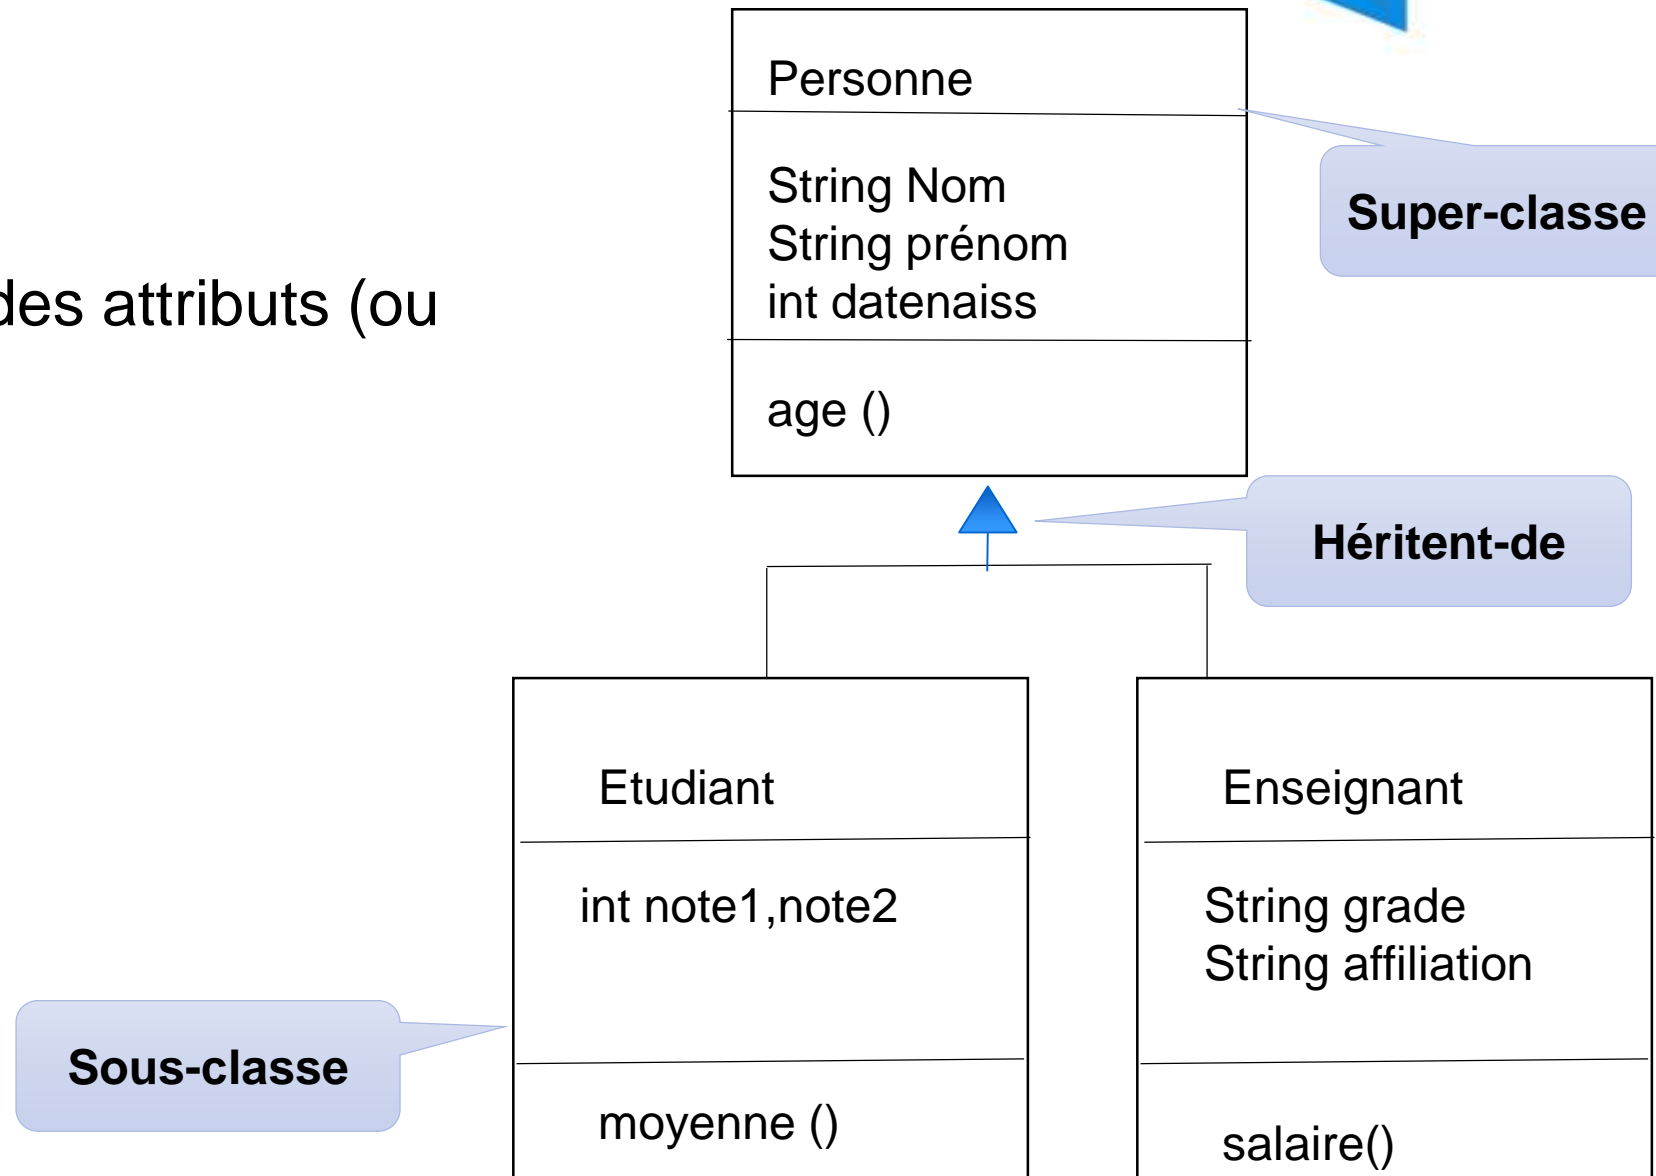 Personne
String Nom
String prénom
int datenaiss
age ()
Super-classe
des attributs (ou
Héritent-de
Etudiant
int note1,note2
moyenne ()
Enseignant
String grade
String affiliation
salaire()
Sous-classe